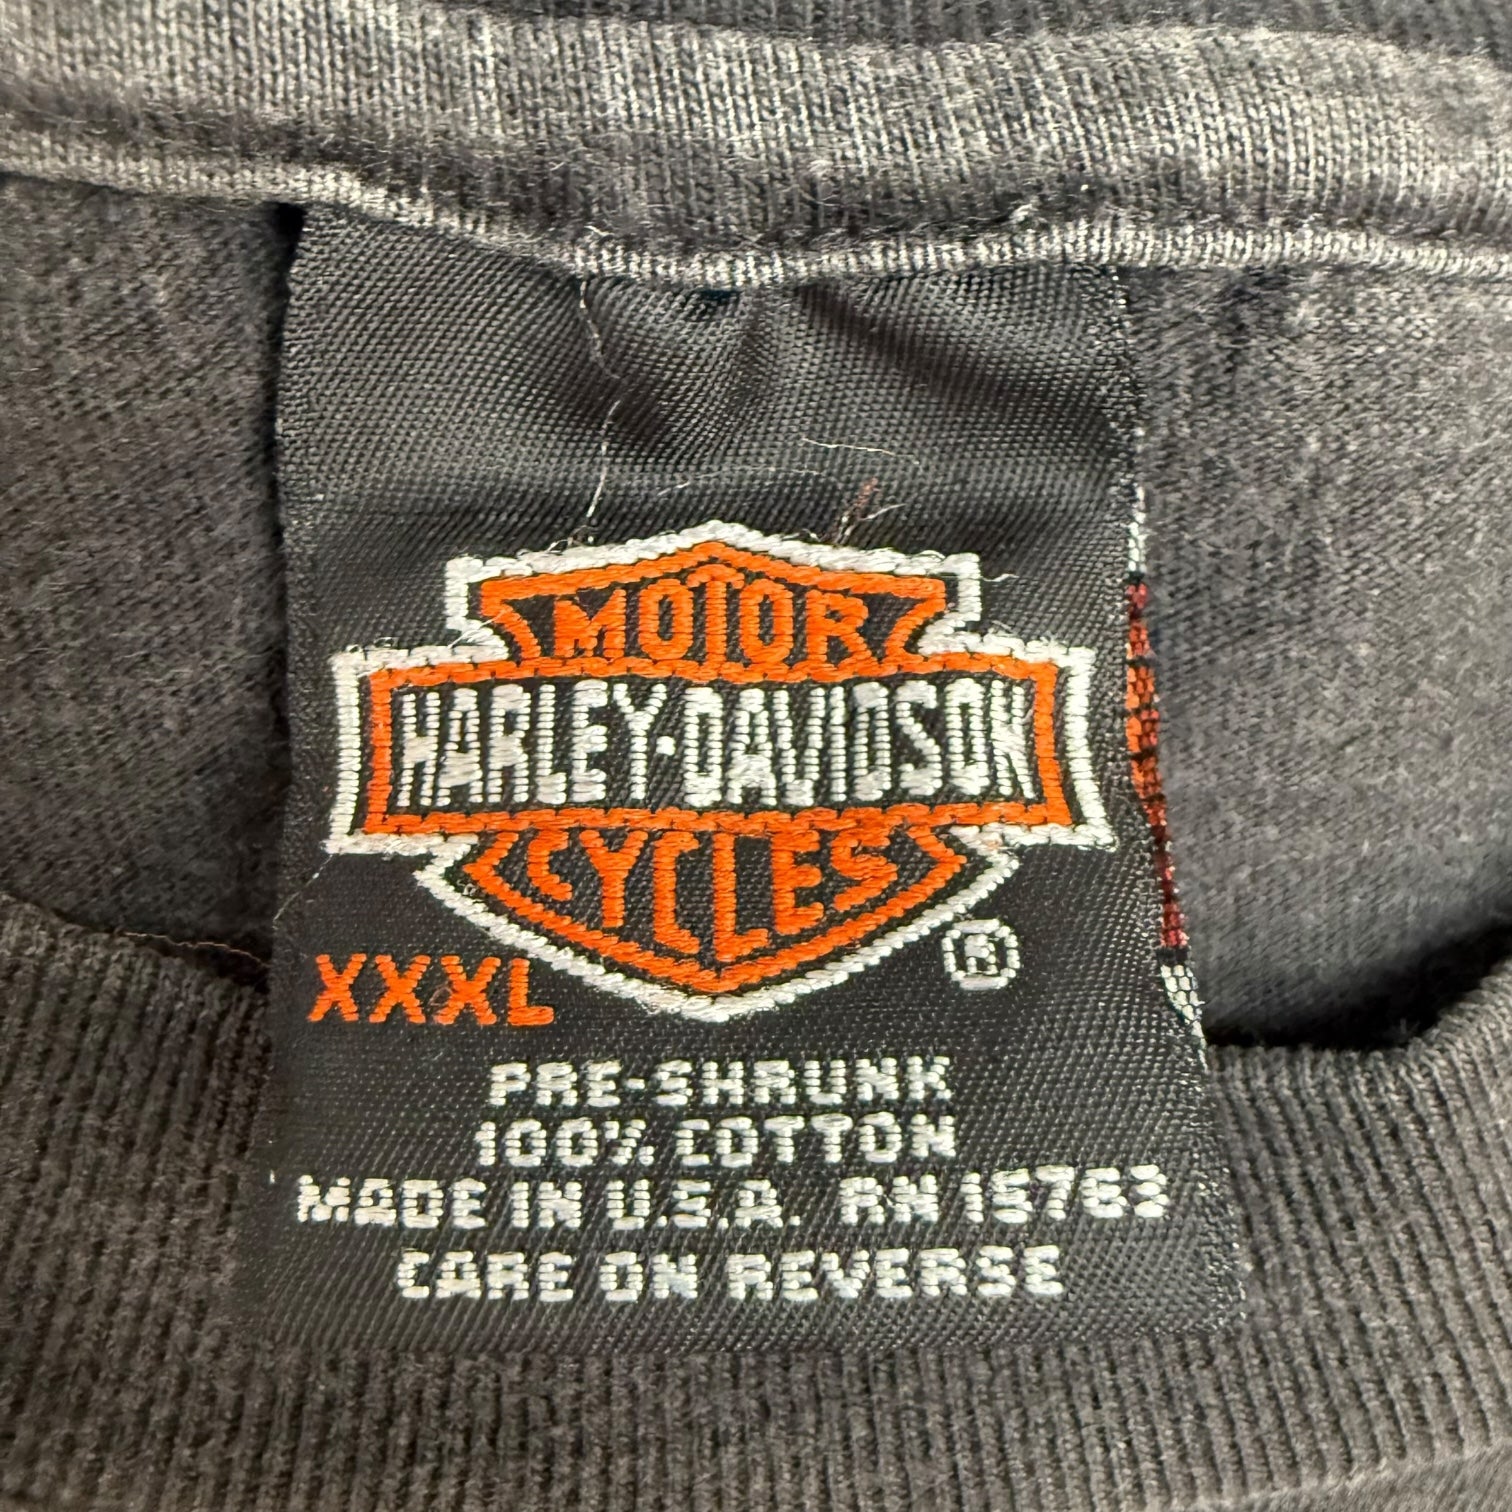 MOTOR
HARLEY-DAVIDSON
CYCLES
®
XXXL
PRE-SHRUNK
100% COTTON
MADE IN U.S.A. RN 15763
CARE ON REVERSE